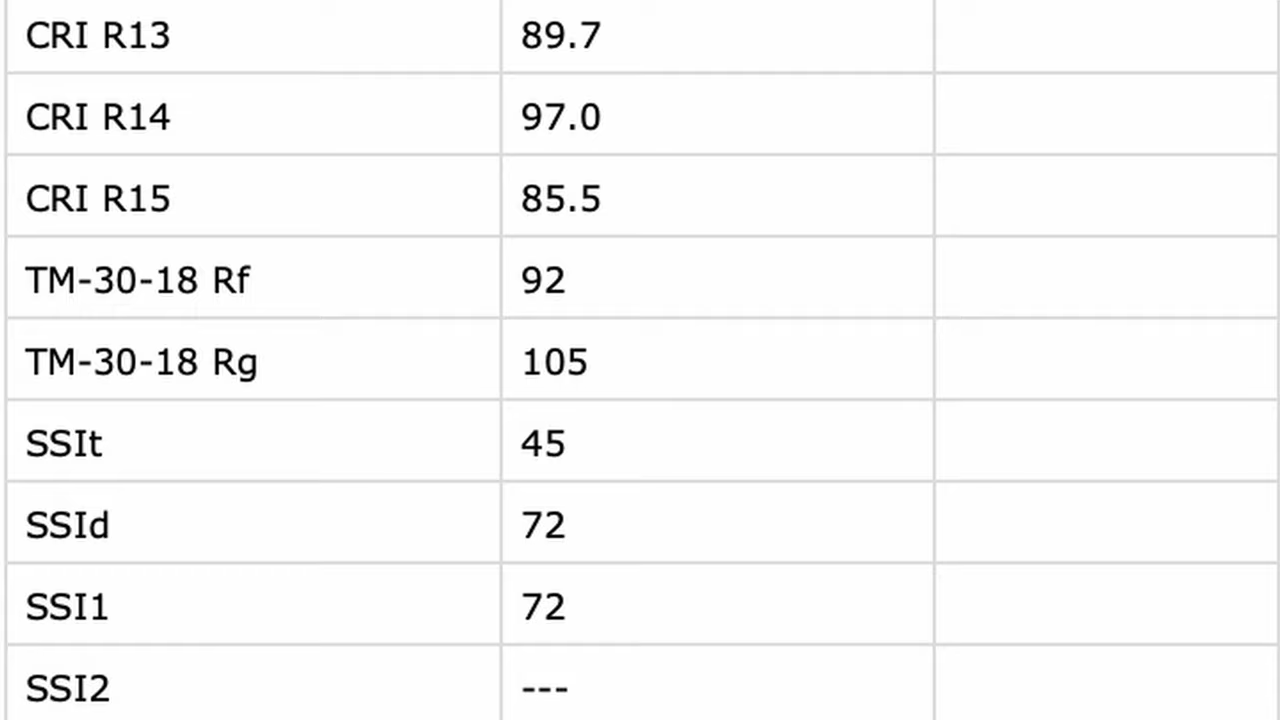 CRI R13 89.7
CRI R14 97.0
CRI R15 85.5
TM-30-18 Rf 92
TM-30-18 Rg 105
SSIt 45
SSId 72
SSI1 72
SSI2 ---